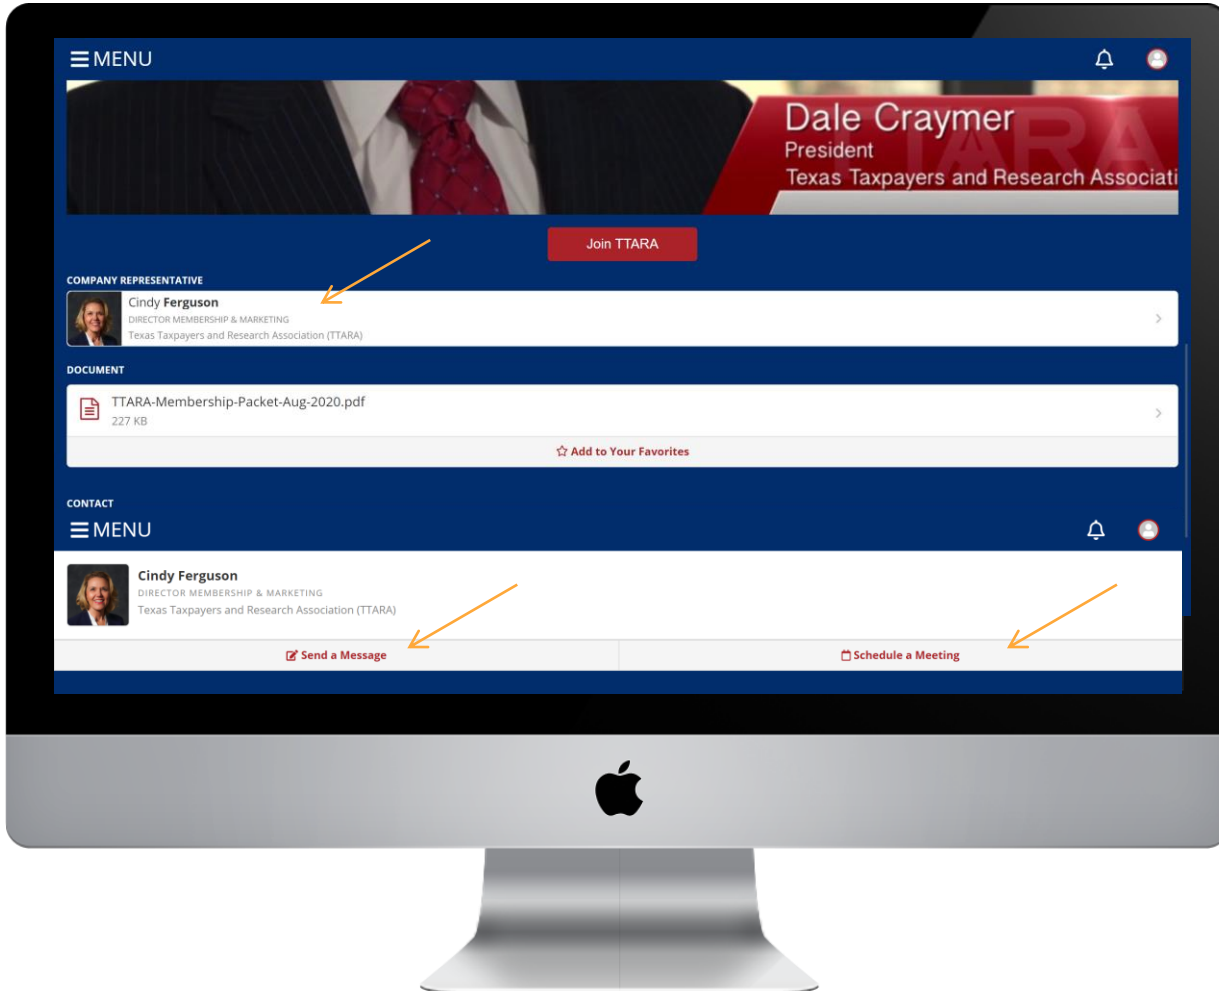 MENU
Dale Craymer
President
Texas Taxpayers and Research Associati
TTARA
Join TTARA
COMPANY REPRESENTATIVE
Cindy Ferguson
DIRECTOR MEMBERSHIP & MARKETING
Texas Taxpayers and Research Association (TTARA)
DOCUMENT
TTARA-Membership-Packet-Aug-2020.pdf
227 KB
Add to Your Favorites
CONTACT
MENU
Cindy Ferguson
DIRECTOR MEMBERSHIP & MARKETING
Texas Taxpayers and Research Association (TTARA)
Send a Message
Schedule a Meeting